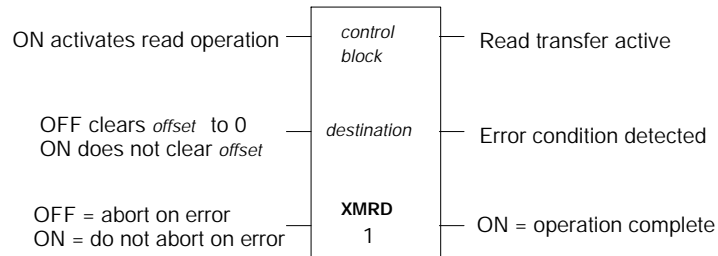 ON activates read operation
control
block
Read transfer active
OFF clears offset to 0
ON does not clear offset
destination
Error condition detected
OFF = abort on error
ON = do not abort on error
XMRD
1
ON = operation complete